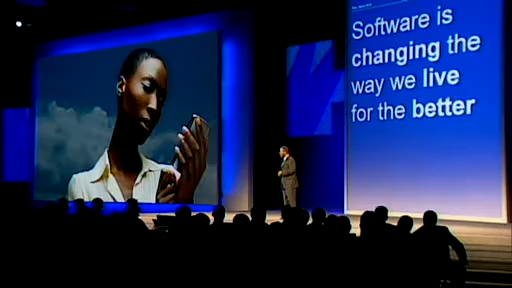 Software is
changing the
way we live
for the better